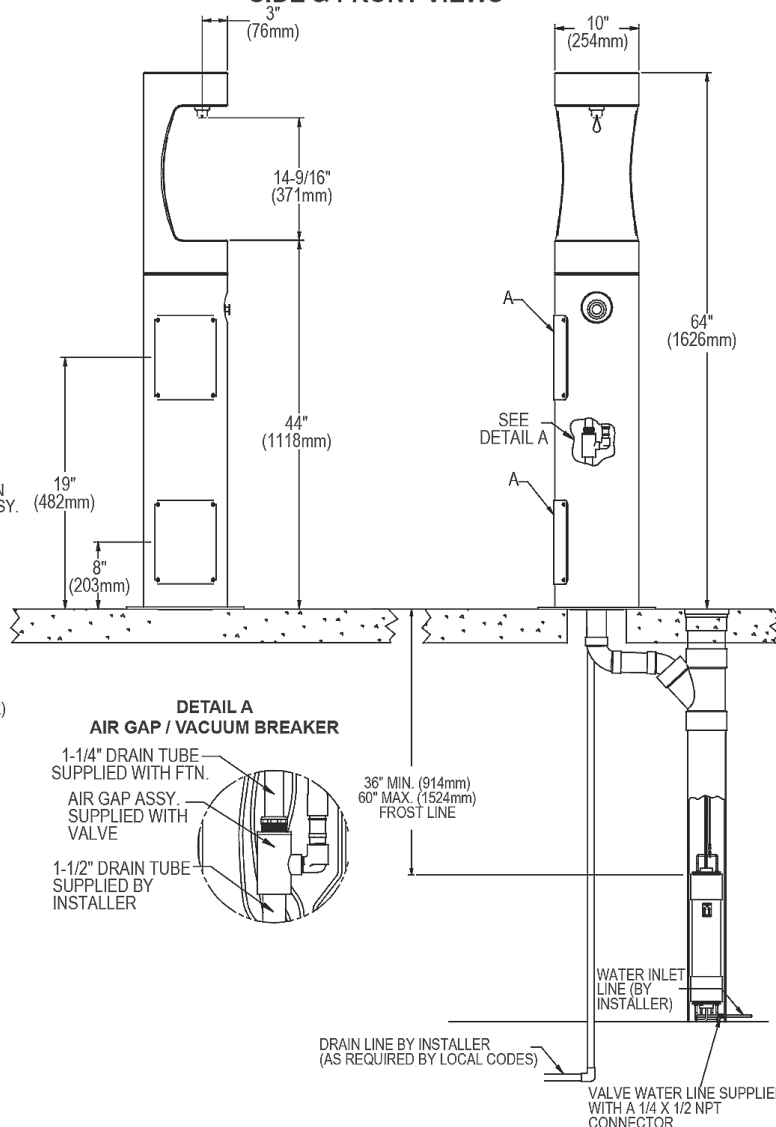 SIDE & FRONT VIEWS
3"
(76mm)
10"
(254mm)
14-9/16"
(371mm)
A
64"
(1626mm)
SEE
DETAIL A
44"
(1118mm)
19"
(482mm)
SY.
A
8"
(203mm)
DETAIL A
AIR GAP / VACUUM BREAKER
1-1/4" DRAIN TUBE
SUPPLIED WITH FTN.
AIR GAP ASSY.
SUPPLIED WITH
VALVE
1-1/2" DRAIN TUBE
SUPPLIED BY
INSTALLER
36" MIN. (914mm)
60" MAX. (1524mm)
FROST LINE
WATER INLET
LINE (BY
INSTALLER)
DRAIN LINE BY INSTALLER
(AS REQUIRED BY LOCAL CODES)
VALVE WATER LINE SUPPLIED
WITH A 1/4 X 1/2 NPT
CONNECTOR